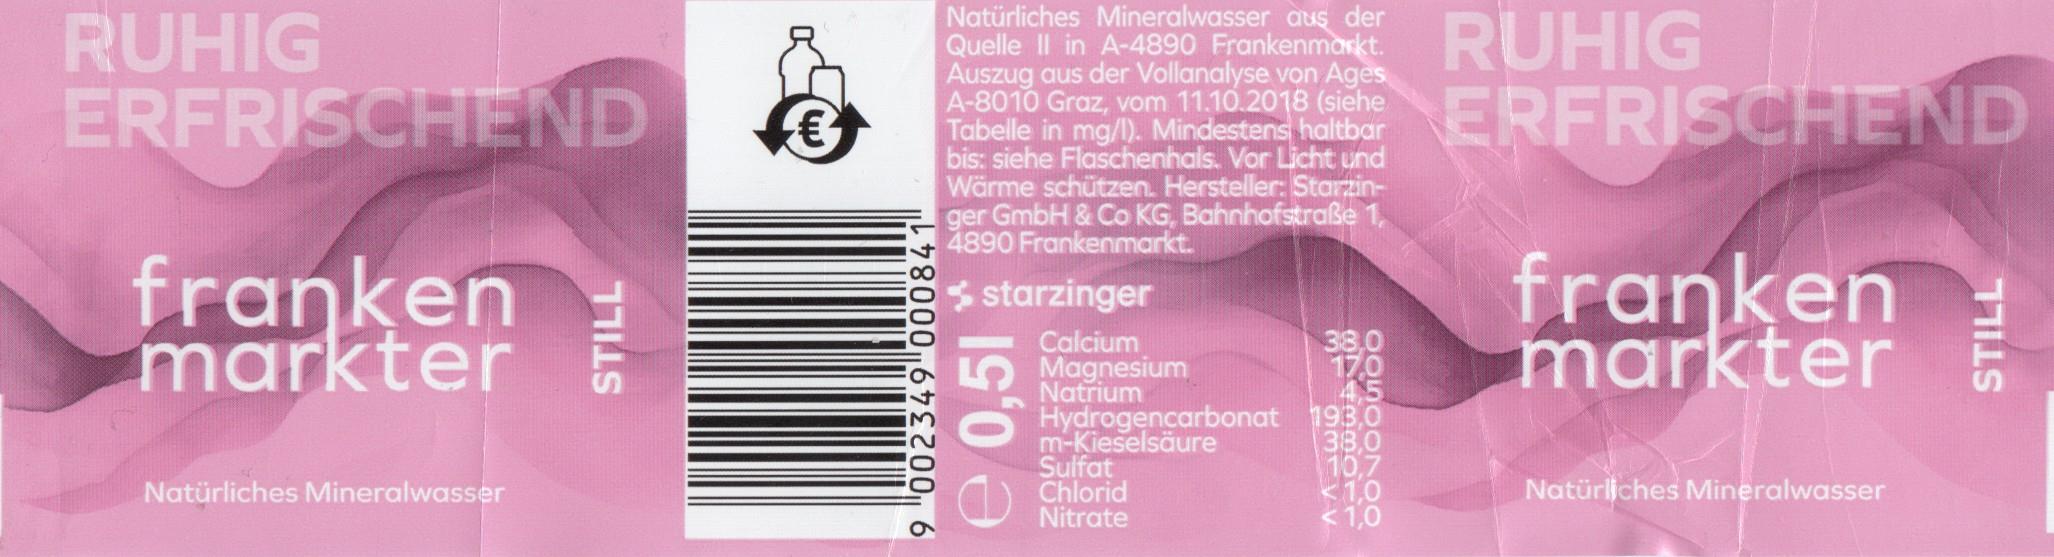 RUHIG
ERFRISCHEND
franken
markter
STILL
Natürliches Mineralwasser
€
9 002349 000841
Natürliches Mineralwasser aus der
Quelle II in A-4890 Frankenmarkt.
Auszug aus der Vollanalyse von Ages
A-8010 Graz, vom 11.10.2018 (siehe
Tabelle in mg/l). Mindestens haltbar
bis: siehe Flaschenhals. Vor Licht und
Wärme schützen. Hersteller: Starzin-
ger GmbH & Co KG, Bahnhofstraße 1,
4890 Frankenmarkt.
starzinger
e 0,5l
Calcium 38,0
Magnesium 17,0
Natrium 4,5
Hydrogencarbonat 193,0
m-Kieselsäure 38,0
Sulfat 10,7
Chlorid < 1,0
Nitrate < 1,0
RUHIG
ERFRISCHEND
franken
markter
STILL
Natürliches Mineralwasser